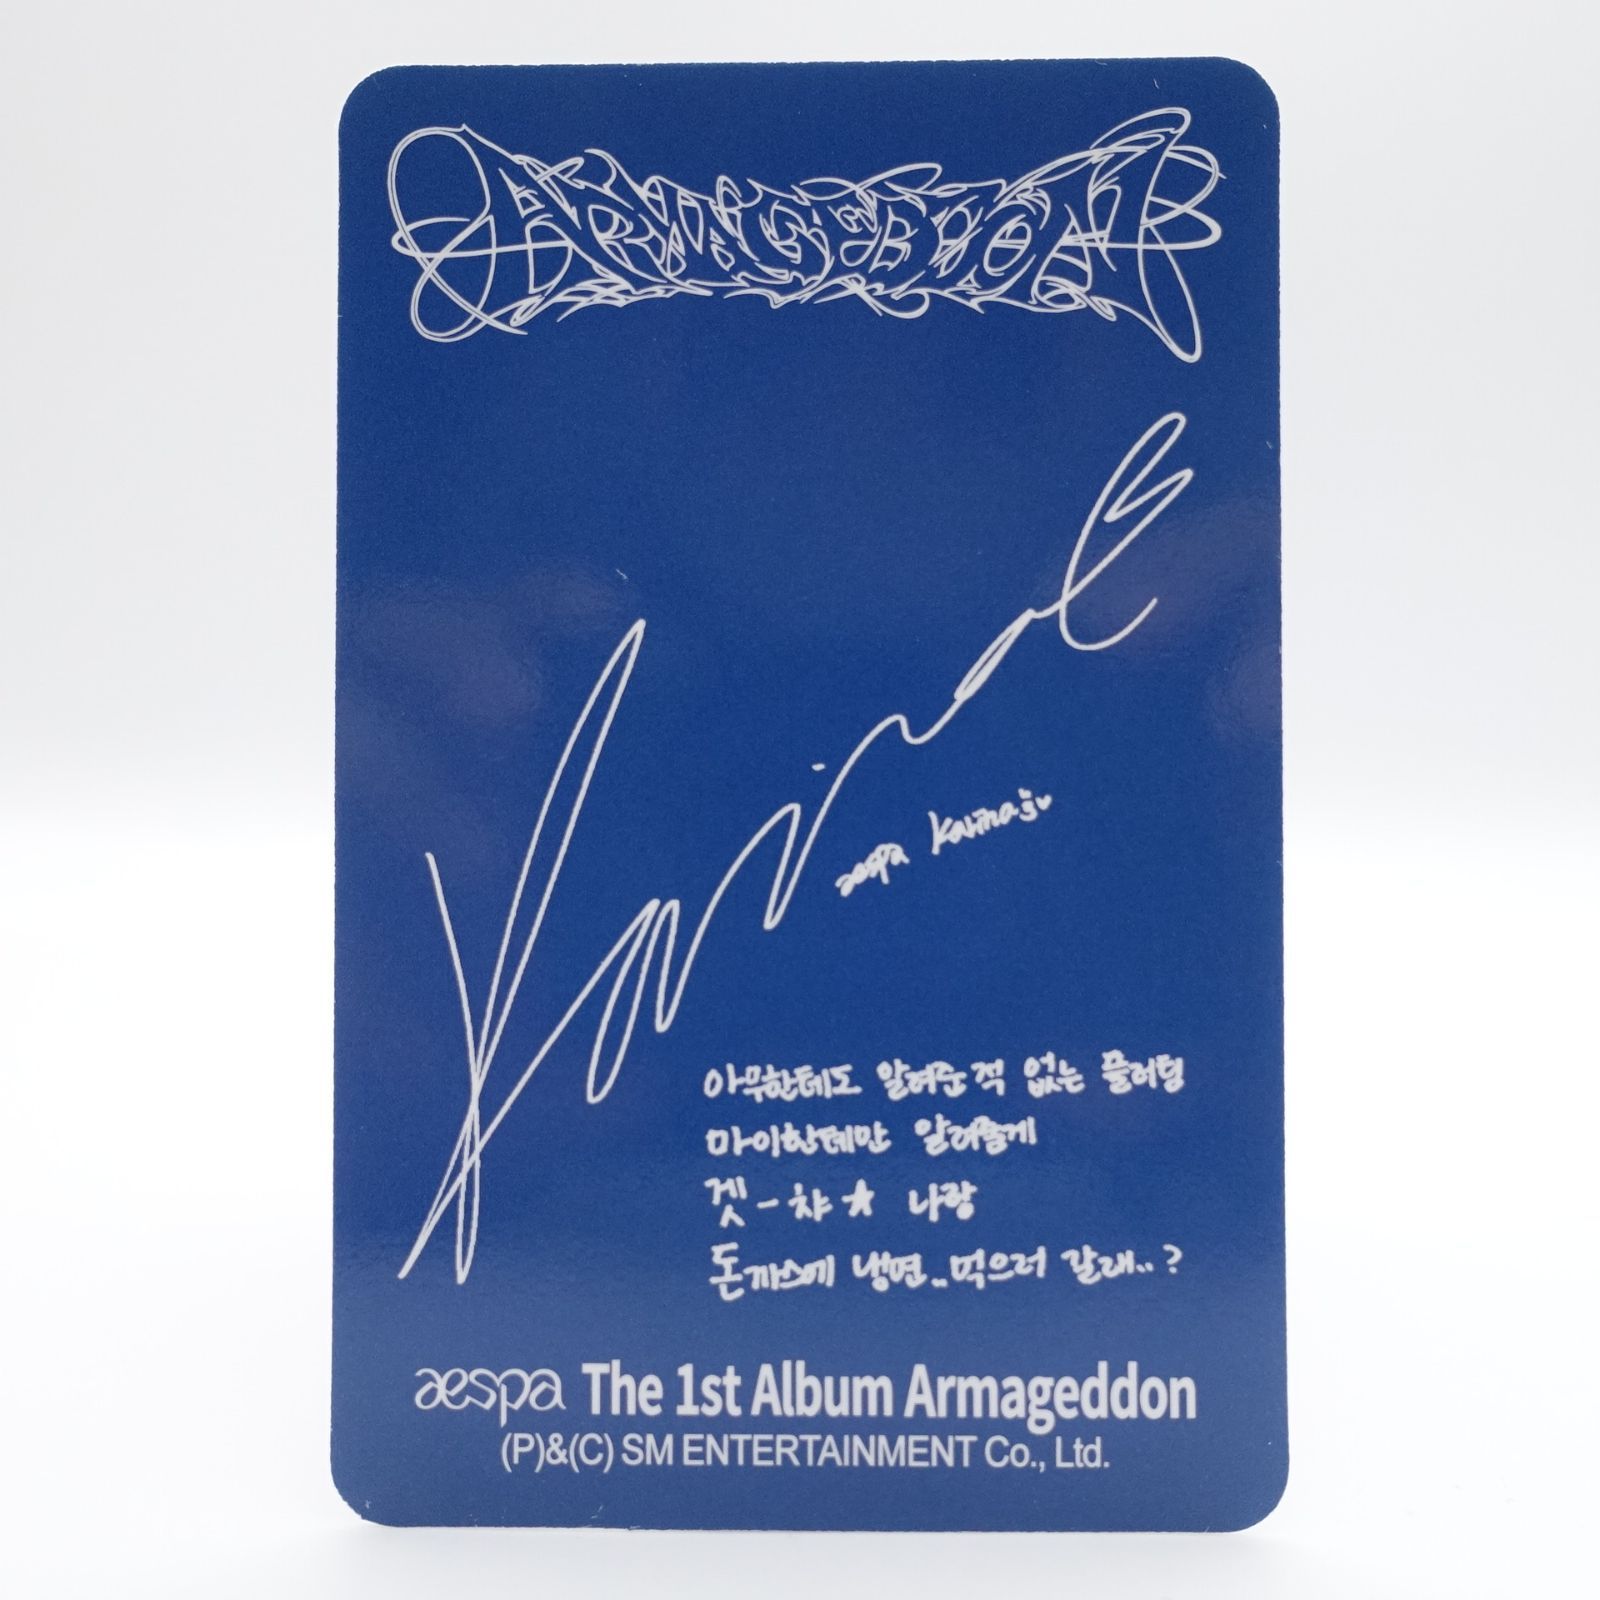 ARMAGEDDON
Karina
aespa Karina
아무한테도 알려준적 없는 플러팅
마이한테만 알려줄게
겟-챠★ 나랑
돈까스에 냉면..먹으러 갈래..?
aespa The 1st Album Armageddon
(P)&(C) SM ENTERTAINMENT Co., Ltd.